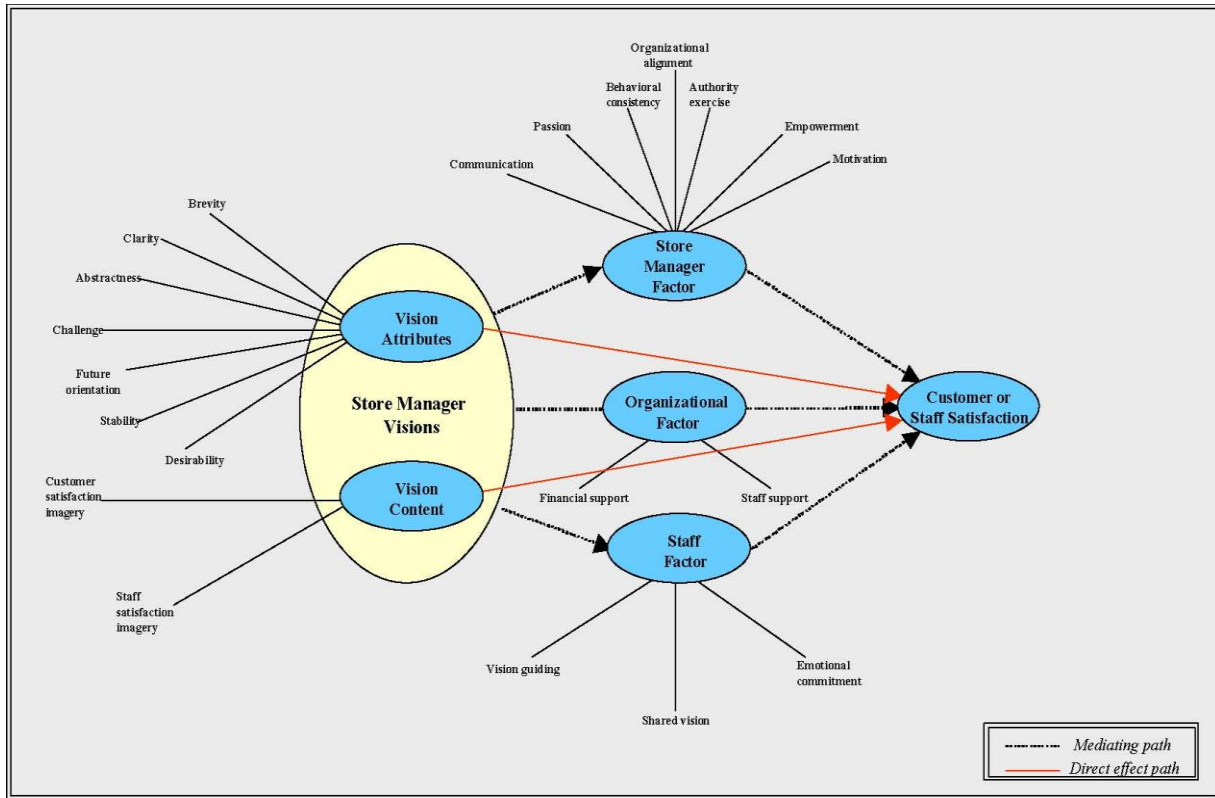 Organizational
alignment
Behavioral
consistency
Authority
exercise
Passion
Empowerment
Communication
Motivation
Brevity
Clarity
Abstractness
Challenge
Future
orientation
Stability
Desirability
Customer
satisfaction
imagery
Staff
satisfaction
imagery
Vision
Attributes
Store Manager
Visions
Vision
Content
Store
Manager
Factor
Organizational
Factor
Financial support
Staff support
Staff
Factor
Vision guiding
Shared vision
Emotional
commitment
Customer or
Staff Satisfaction
Mediating path
Direct effect path